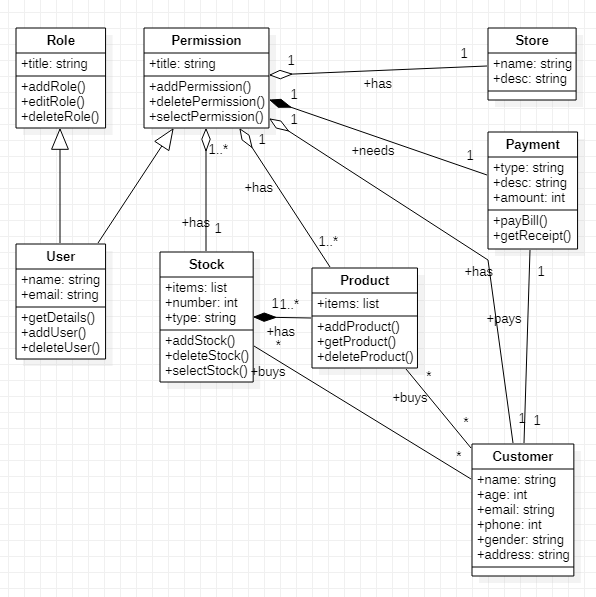 Role
+title: string
+addRole()
+editRole()
+deleteRole()
Permission
+title: string
+addPermission()
+deletePermission()
+selectPermission()
Store
+name: string
+desc: string
1
1
+has
1
1
+needs
1
+has
1
Payment
+type: string
+desc: string
+amount: int
+payBill()
+getReceipt()
1..*
+has
1
1
+has
1..*
User
+name: string
+email: string
+getDetails()
+addUser()
+deleteUser()
Stock
+items: list
+number: int
+type: string
+addStock()
+deleteStock()
+selectStock()
Product
+items: list
+addProduct()
+getProduct()
+deleteProduct()
1
1..*
+has
*
+buys
*
*
+buys
*
1
+pays
1
Customer
+name: string
+age: int
+email: string
+phone: int
+gender: string
+address: string